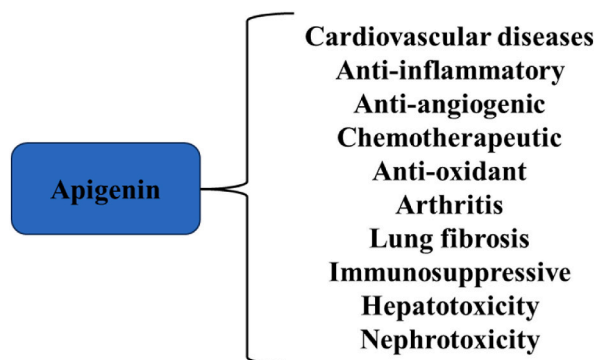 Apigenin
Cardiovascular diseases
Anti-inflammatory
Anti-angiogenic
Chemotherapeutic
Anti-oxidant
Arthritis
Lung fibrosis
Immunosuppressive
Hepatotoxicity
Nephrotoxicity